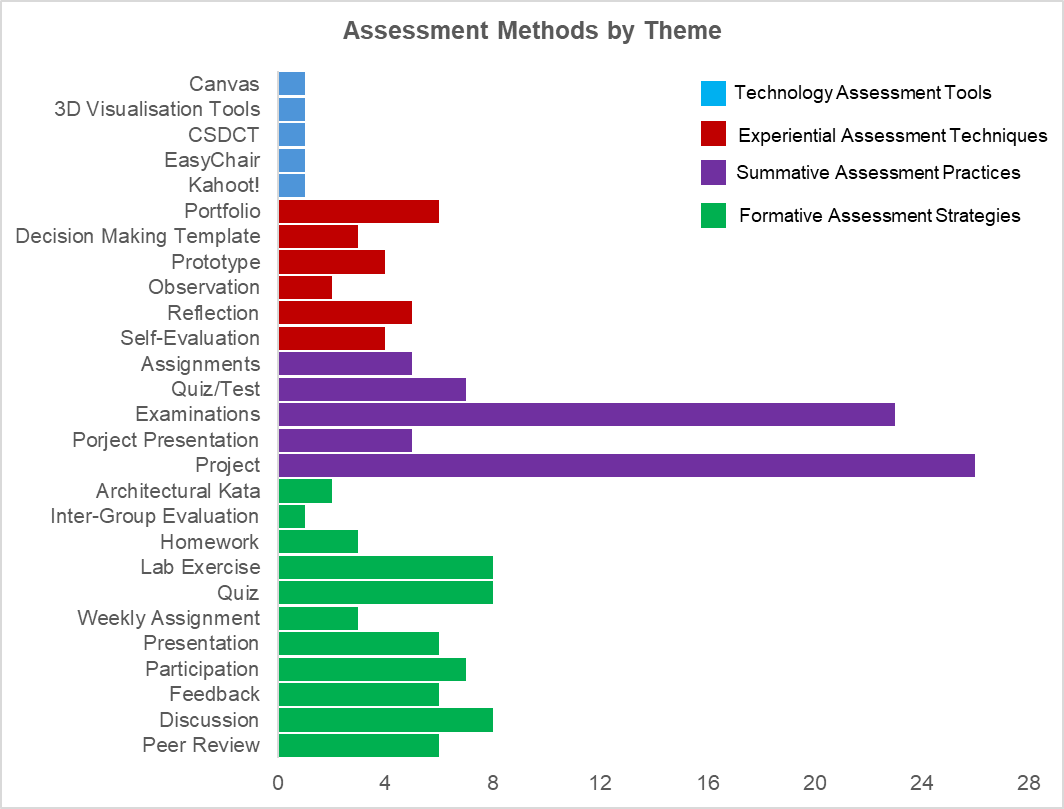 Assessment Methods by Theme
Canvas
3D Visualisation Tools
CSDCT
EasyChair
Kahoot!
Portfolio
Decision Making Template
Prototype
Observation
Reflection
Self-Evaluation
Assignments
Quiz/Test
Examinations
Porject Presentation
Project
Architectural Kata
Inter-Group Evaluation
Homework
Lab Exercise
Quiz
Weekly Assignment
Presentation
Participation
Feedback
Discussion
Peer Review
0 4 8 12 16 20 24 28
Technology Assessment Tools
Experiential Assessment Techniques
Summative Assessment Practices
Formative Assessment Strategies